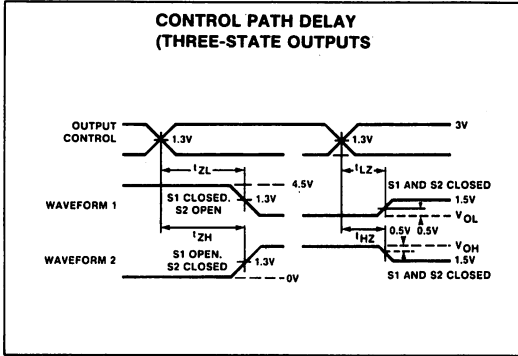 CONTROL PATH DELAY
(THREE-STATE OUTPUTS
OUTPUT
CONTROL
1.3V
1.3V
3V
tZL
tLZ
S1 AND S2 CLOSED
4.5V
WAVEFORM 1
S1 CLOSED.
S2 OPEN
1.3V
1.5V
VOL
0.5V
tZH
tHZ
0.5V
VOH
WAVEFORM 2
S1 OPEN.
S2 CLOSED
1.3V
1.5V
0V
S1 AND S2 CLOSED